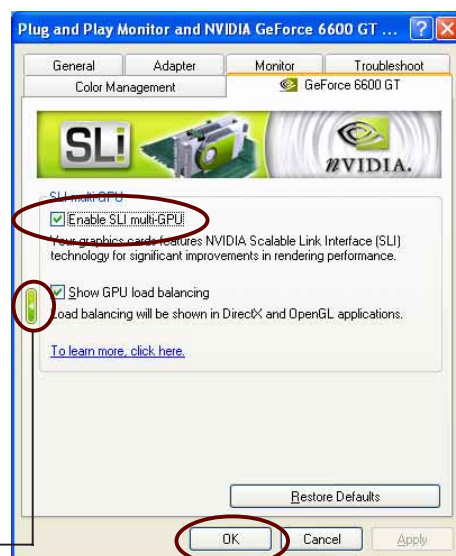 Plug and Play Monitor and NVIDIA GeForce 6600 GT ...
General Adapter Monitor Troubleshoot
Color Management GeForce 6600 GT
SLI
nVIDIA.
SLI multi-GPU
Enable SLI multi-GPU
Your graphics cards features NVIDIA Scalable Link Interface (SLI)
technology for significant improvements in rendering performance.
Show GPU load balancing
Load balancing will be shown in DirectX and OpenGL applications.
To learn more, click here.
Restore Defaults
OK Cancel Apply